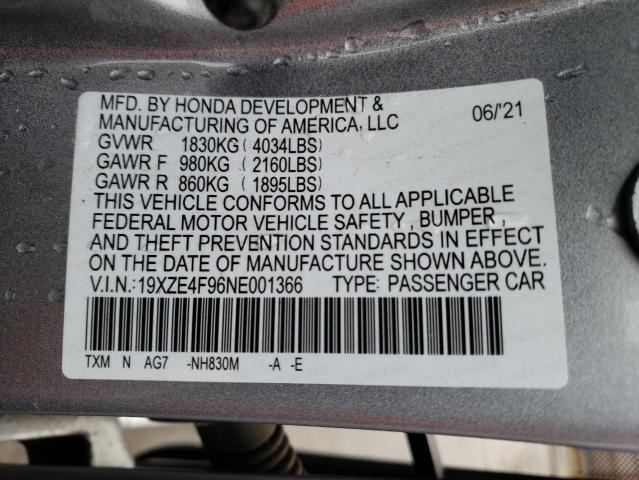 MFD. BY HONDA DEVELOPMENT &
MANUFACTURING OF AMERICA, LLC 06/'21
GVWR 1830KG ( 4034LBS)
GAWR F 980KG ( 2160LBS)
GAWR R 860KG ( 1895LBS)
THIS VEHICLE CONFORMS TO ALL APPLICABLE
FEDERAL MOTOR VEHICLE SAFETY , BUMPER,
AND THEFT PREVENTION STANDARDS IN EFFECT
ON THE DATE OF MANUFACTURE SHOWN ABOVE.
V.I.N.:19XZE4F96NE001366 TYPE: PASSENGER CAR
TXM N AG7 -NH830M -A -E